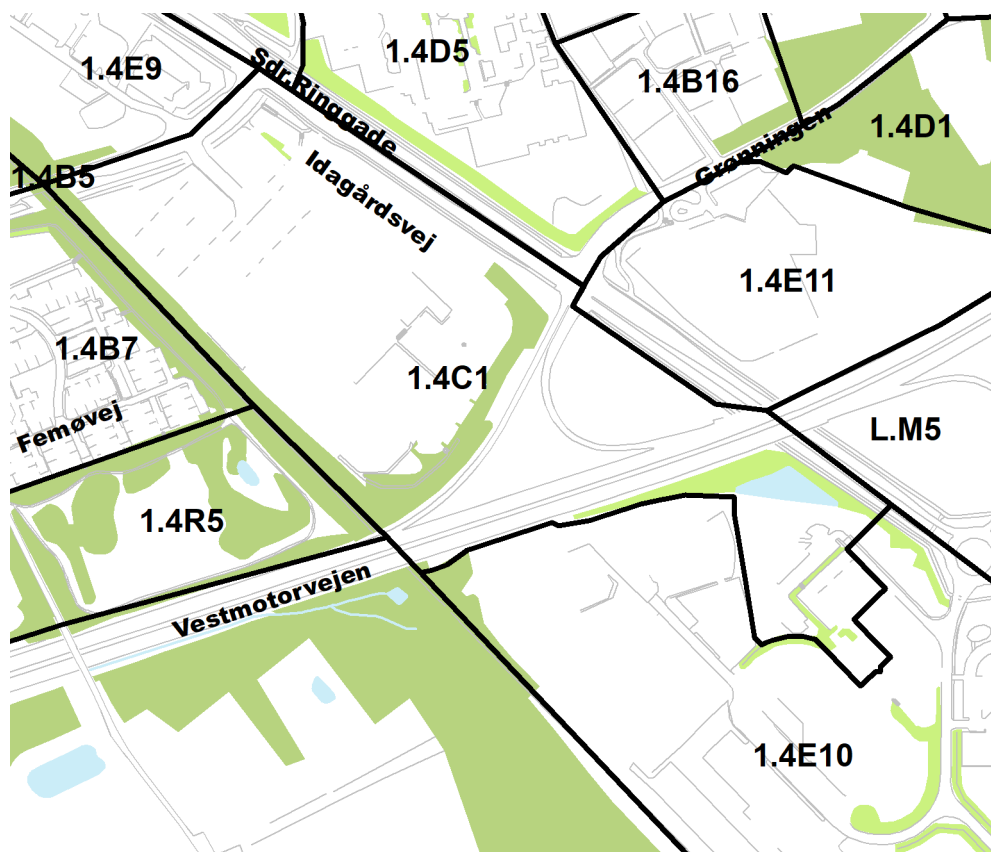 1.4E9
Sdr.Ringgade
1.4D5
1.4B16
1.4D1
Grønningen
1.4B5
Idagårdsvej
1.4E11
1.4B7
1.4C1
Femøvej
L.M5
1.4R5
Vestmotorvejen
1.4E10